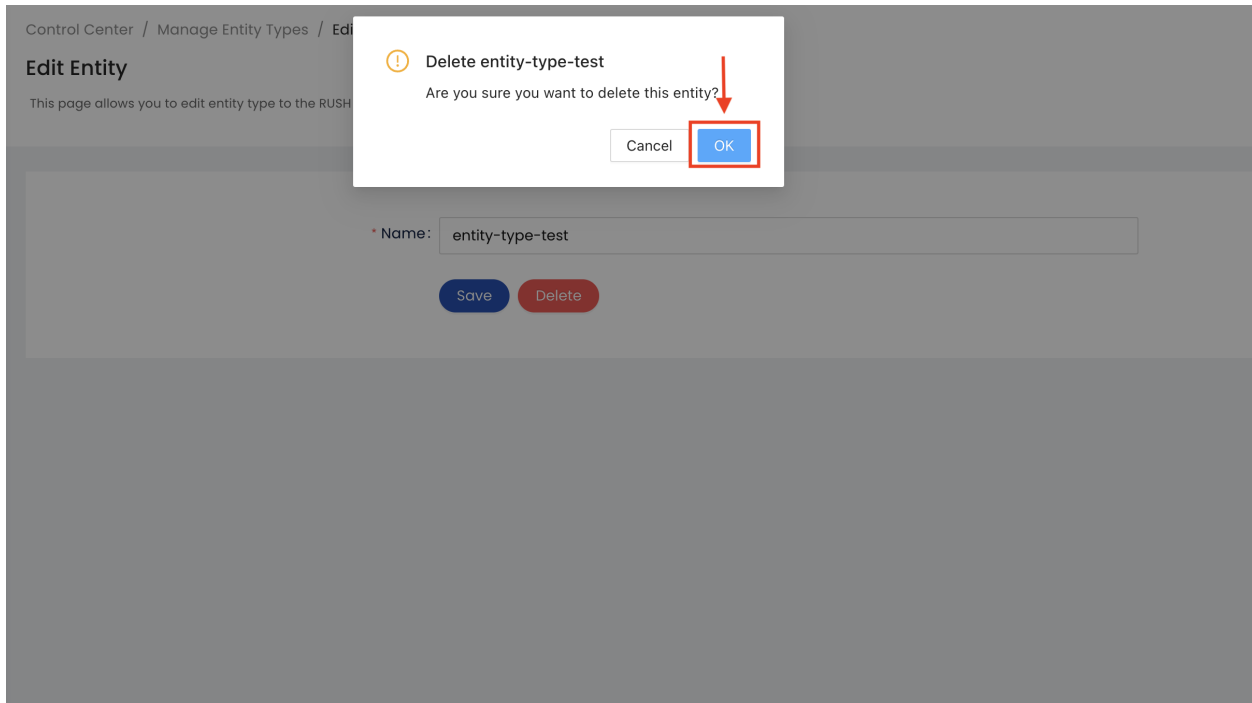 Control Center / Manage Entity Types / Edi
Edit Entity
This page allows you to edit entity type to the RUSH
Delete entity-type-test
Are you sure you want to delete this entity?
Cancel
OK
* Name:
entity-type-test
Save
Delete